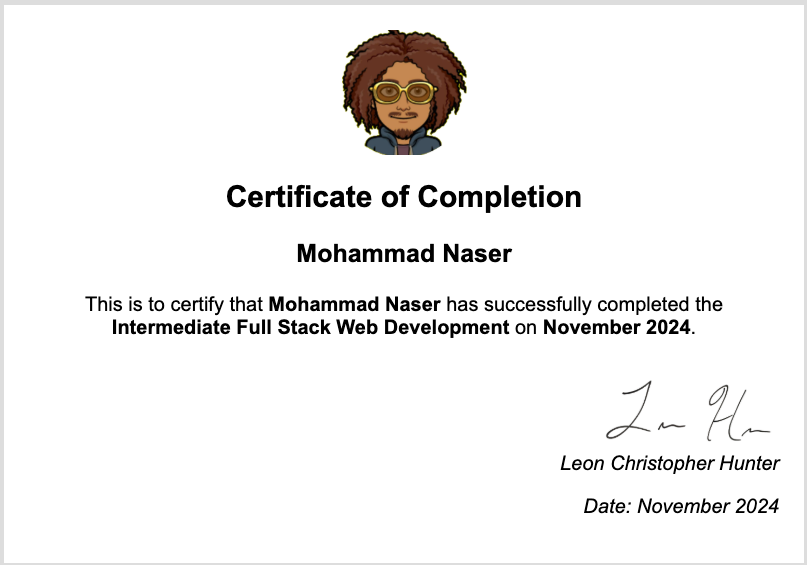 Certificate of Completion
Mohammad Naser
This is to certify that Mohammad Naser has successfully completed the
Intermediate Full Stack Web Development on November 2024.
Leon Christopher Hunter
Date: November 2024